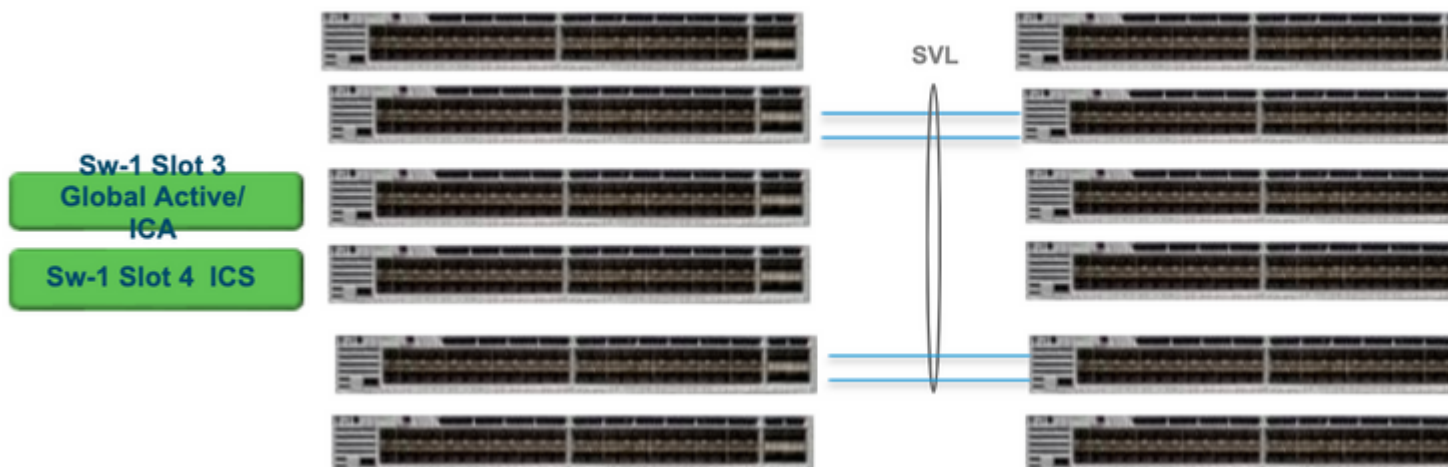 SVL
Sw-1 Slot 3
Global Active/
ICA
Sw-1 Slot 4 ICS